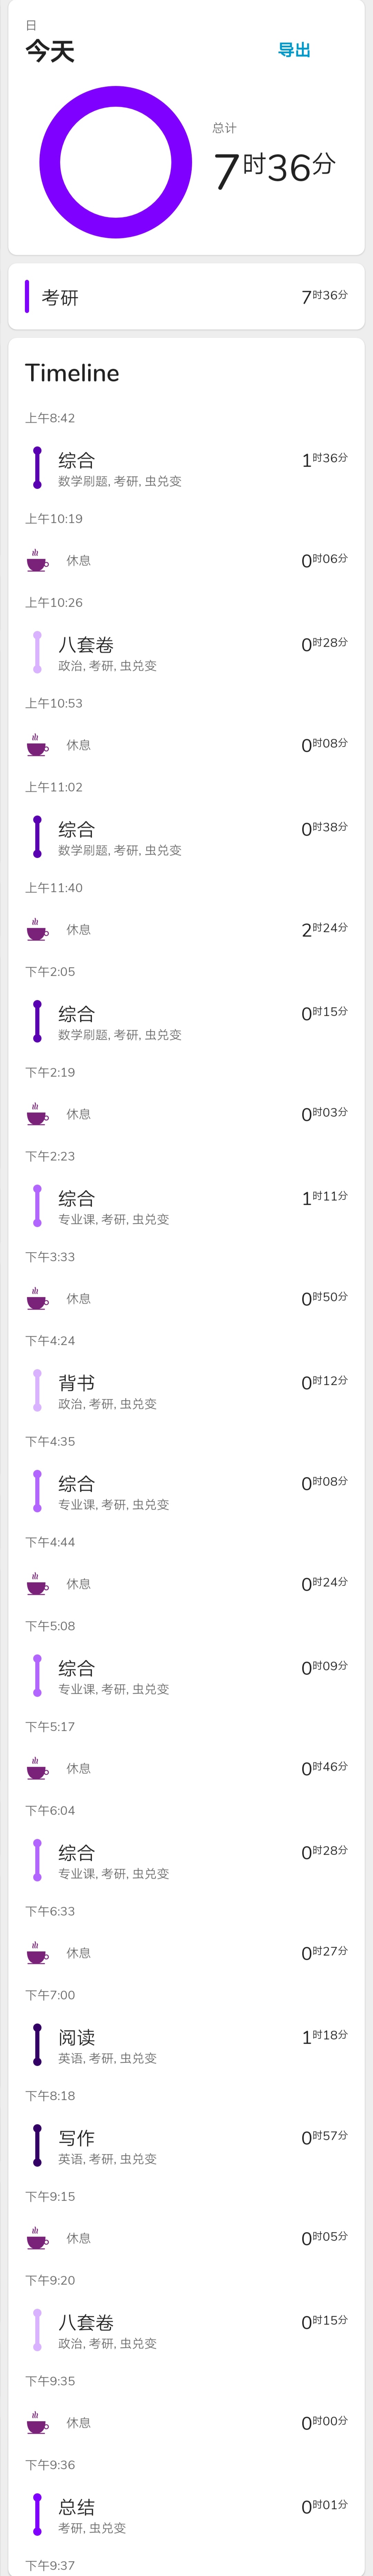 日
今天
导出
总计
7时36分
考研
7时36分
Timeline
上午8:42
综合
1时36分
数学刷题, 考研, 虫兑变
上午10:19
休息
0时06分
上午10:26
八套卷
0时28分
政治, 考研, 虫兑变
上午10:53
休息
0时08分
上午11:02
综合
0时38分
数学刷题, 考研, 虫兑变
上午11:40
休息
2时24分
下午2:05
综合
0时15分
数学刷题, 考研, 虫兑变
下午2:19
休息
0时03分
下午2:23
综合
1时11分
专业课, 考研, 虫兑变
下午3:33
休息
0时50分
下午4:24
背书
0时12分
政治, 考研, 虫兑变
下午4:35
综合
0时08分
专业课, 考研, 虫兑变
下午4:44
休息
0时24分
下午5:08
综合
0时09分
专业课, 考研, 虫兑变
下午5:17
休息
0时46分
下午6:04
综合
0时28分
专业课, 考研, 虫兑变
下午6:33
休息
0时27分
下午7:00
阅读
1时18分
英语, 考研, 虫兑变
下午8:18
写作
0时57分
英语, 考研, 虫兑变
下午9:15
休息
0时05分
下午9:20
八套卷
0时15分
政治, 考研, 虫兑变
下午9:35
休息
0时00分
下午9:36
总结
0时01分
考研, 虫兑变
下午9:37